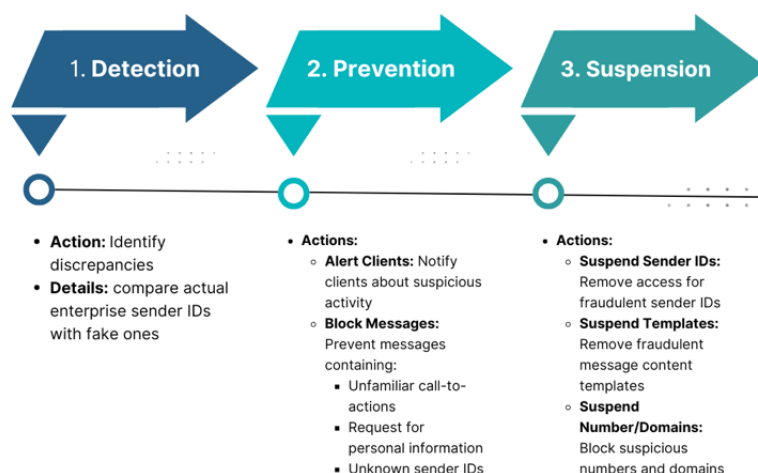 1. Detection
2. Prevention
3. Suspension
• Action: Identify
discrepancies
• Details: compare actual
enterprise sender IDs
with fake ones
• Actions:
◦ Alert Clients: Notify
clients about suspicious
activity
◦ Block Messages:
Prevent messages
containing:
▪ Unfamiliar call-to-
actions
▪ Request for
personal information
▪ Unknown sender IDs
• Actions:
◦ Suspend Sender IDs:
Remove access for
fraudulent sender IDs
◦ Suspend Templates:
Remove fraudulent
message content
templates
◦ Suspend
Number/Domains:
Block suspicious
numbers and domains